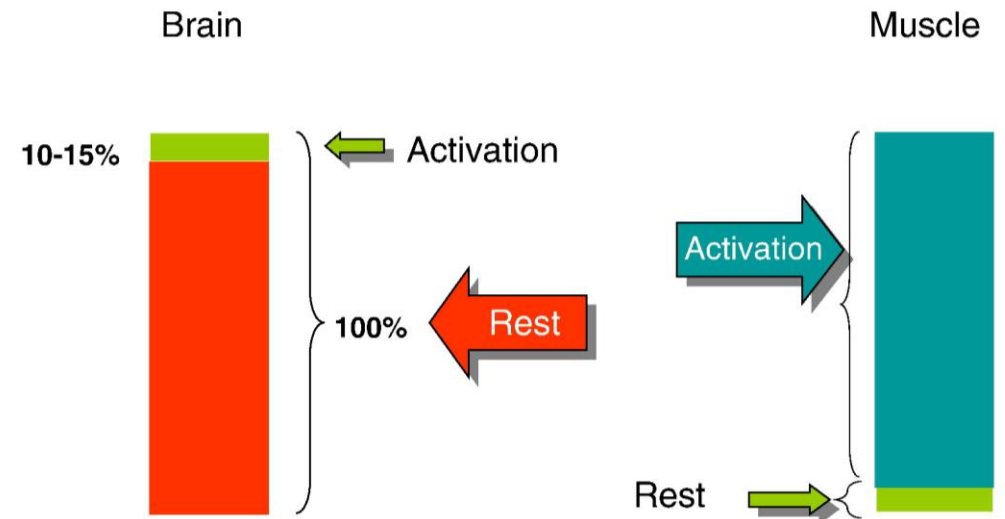 Brain
Muscle
10-15%
Activation
Activation
100%
Rest
Rest